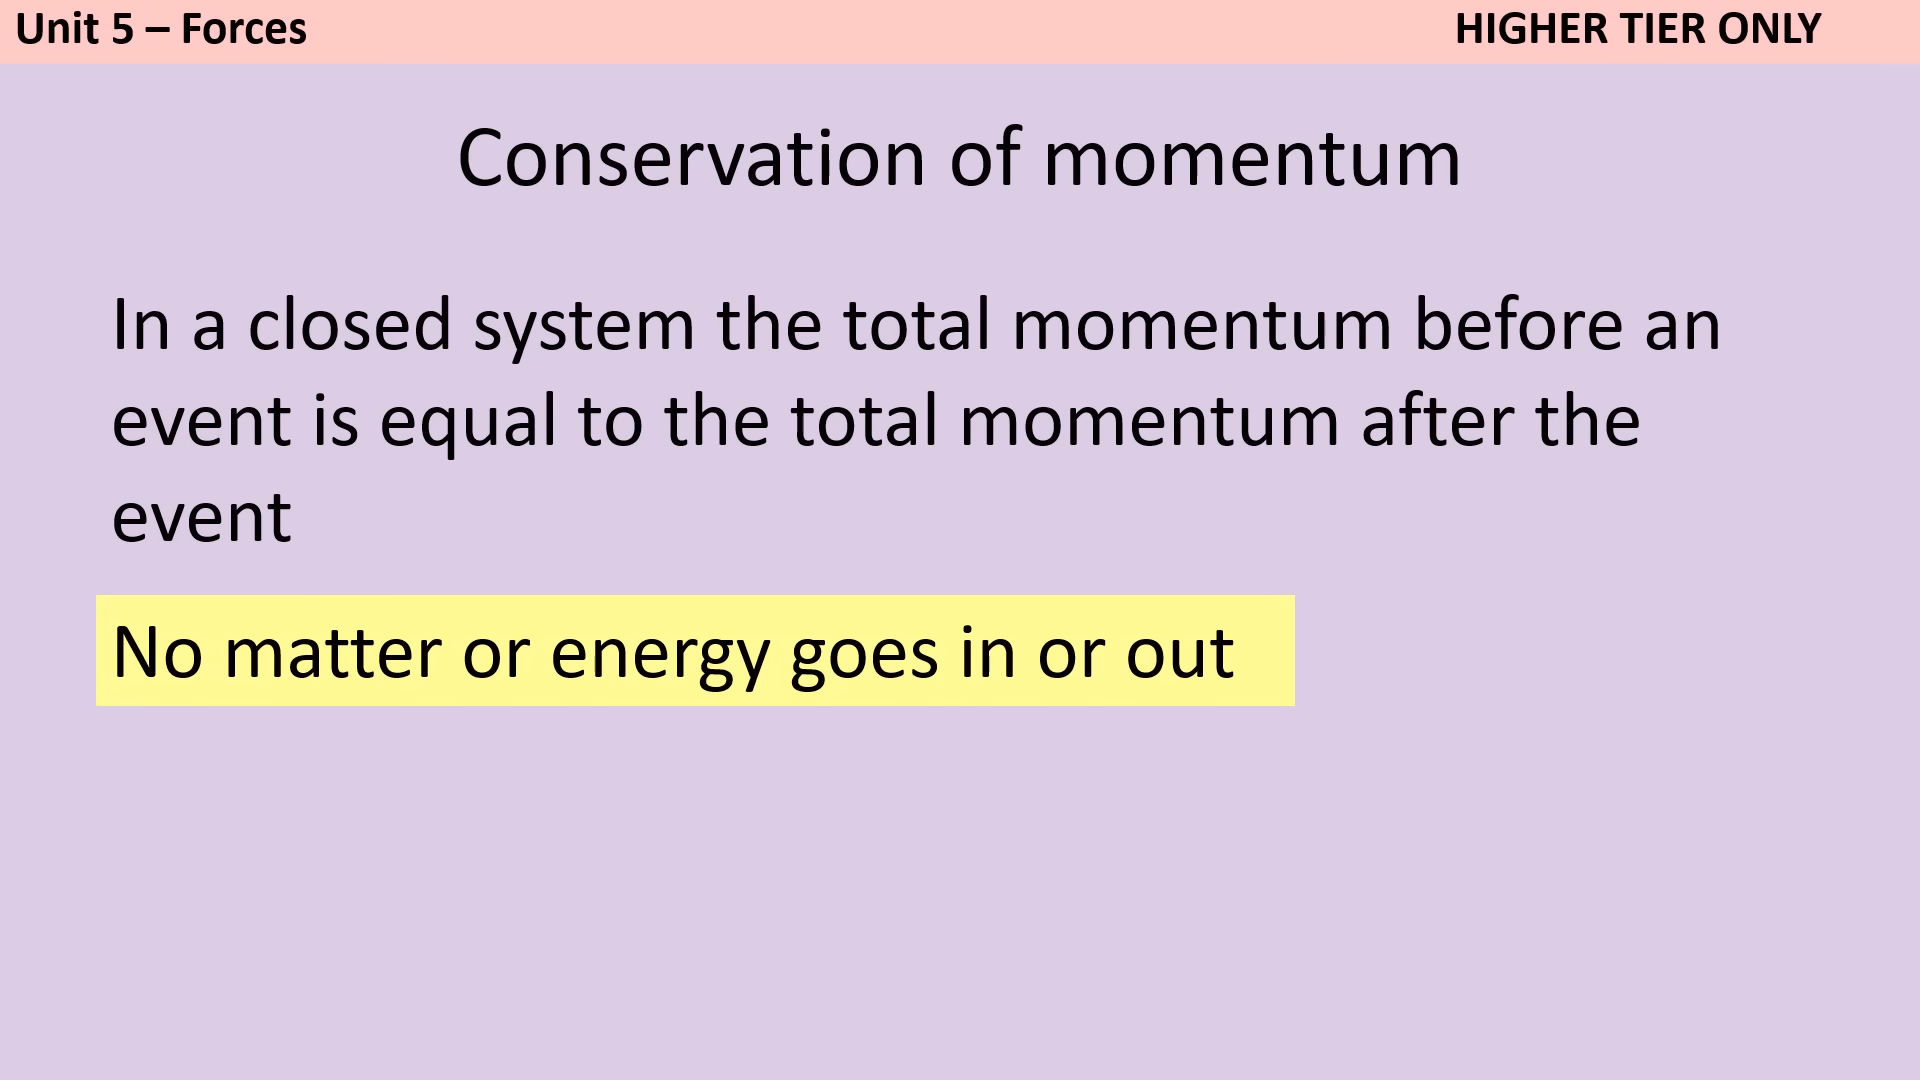 Unit 5 – Forces
HIGHER TIER ONLY
Conservation of momentum
In a closed system the total momentum before an
event is equal to the total momentum after the
event
No matter or energy goes in or out